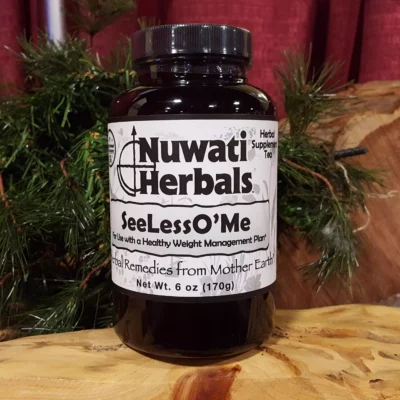 Nuwati
Herbals
Herbal
Supplement
Tea
SeeLessO'Me
For Use with a Healthy Weight Management Plan*
Herbal Remedies from Mother Earth
Net Wt. 6 oz (170g)